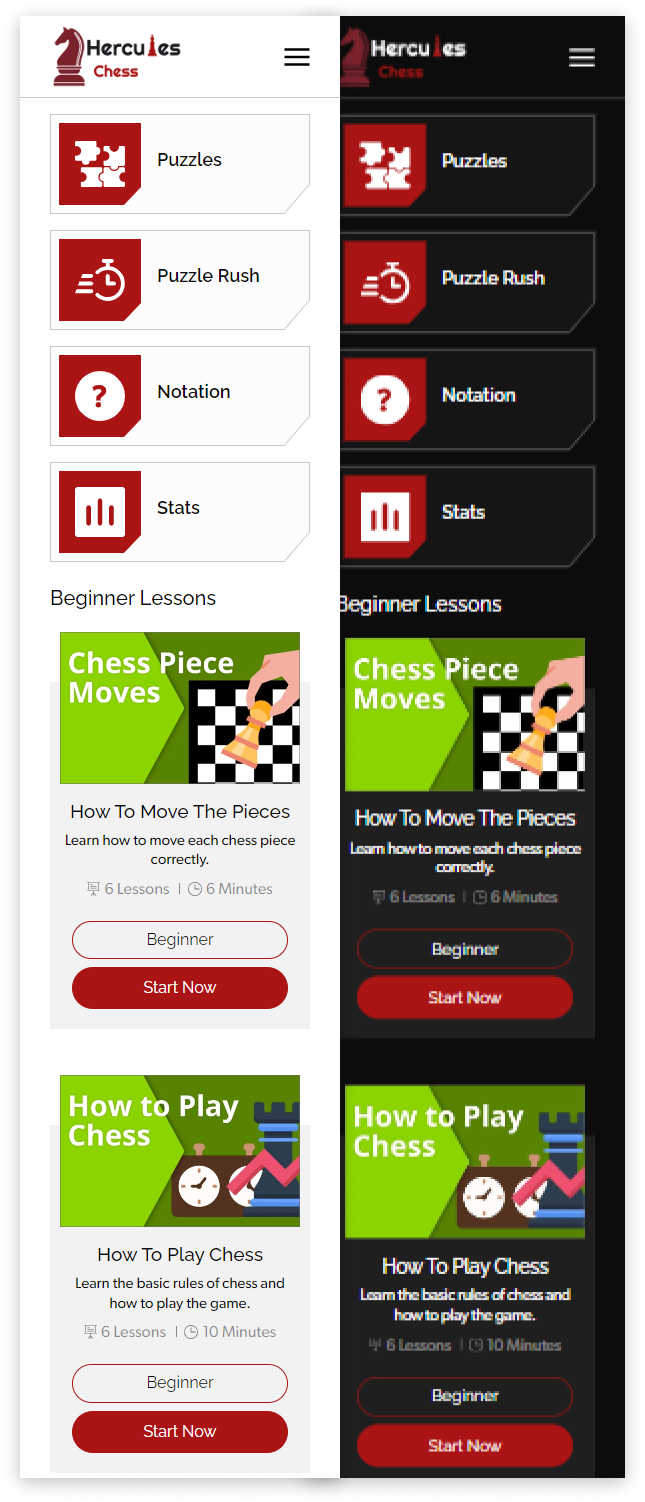 Hercules
Chess
Puzzles
Puzzle Rush
?
Notation
Stats
Beginner Lessons
Chess Piece
Moves
How To Move The Pieces
Learn how to move each chess piece
correctly.
6 Lessons | 6 Minutes
Beginner
Start Now
How to Play
Chess
How To Play Chess
Learn the basic rules of chess and
how to play the game.
6 Lessons | 10 Minutes
Beginner
Start Now
Hercules
Chess
Puzzles
Puzzle Rush
?
Notation
Stats
Beginner Lessons
Chess Piece
Moves
How To Move The Pieces
Learn how to move each chess piece
correctly.
6 Lessons | 6 Minutes
Beginner
Start Now
How to Play
Chess
How To Play Chess
Learn the basic rules of chess and
how to play the game.
6 Lessons | 10 Minutes
Beginner
Start Now